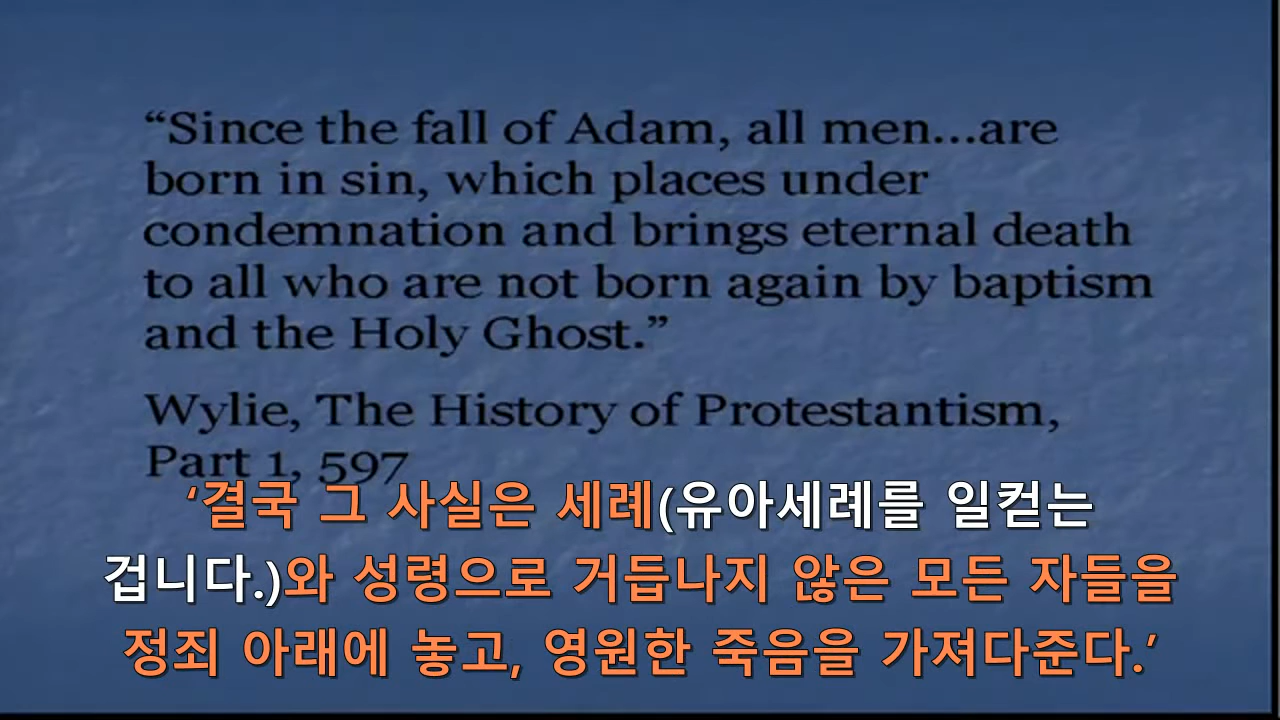 “Since the fall of Adam, all men...are
born in sin, which places under
condemnation and brings eternal death
to all who are not born again by baptism
and the Holy Ghost.”
Wylie, The History of Protestantism,
Part 1, 597
‘결국 그 사실은 세례(유아세례를 일컫는
겁니다.)와 성령으로 거듭나지 않은 모든 자들을
정죄 아래에 놓고, 영원한 죽음을 가져다준다.’